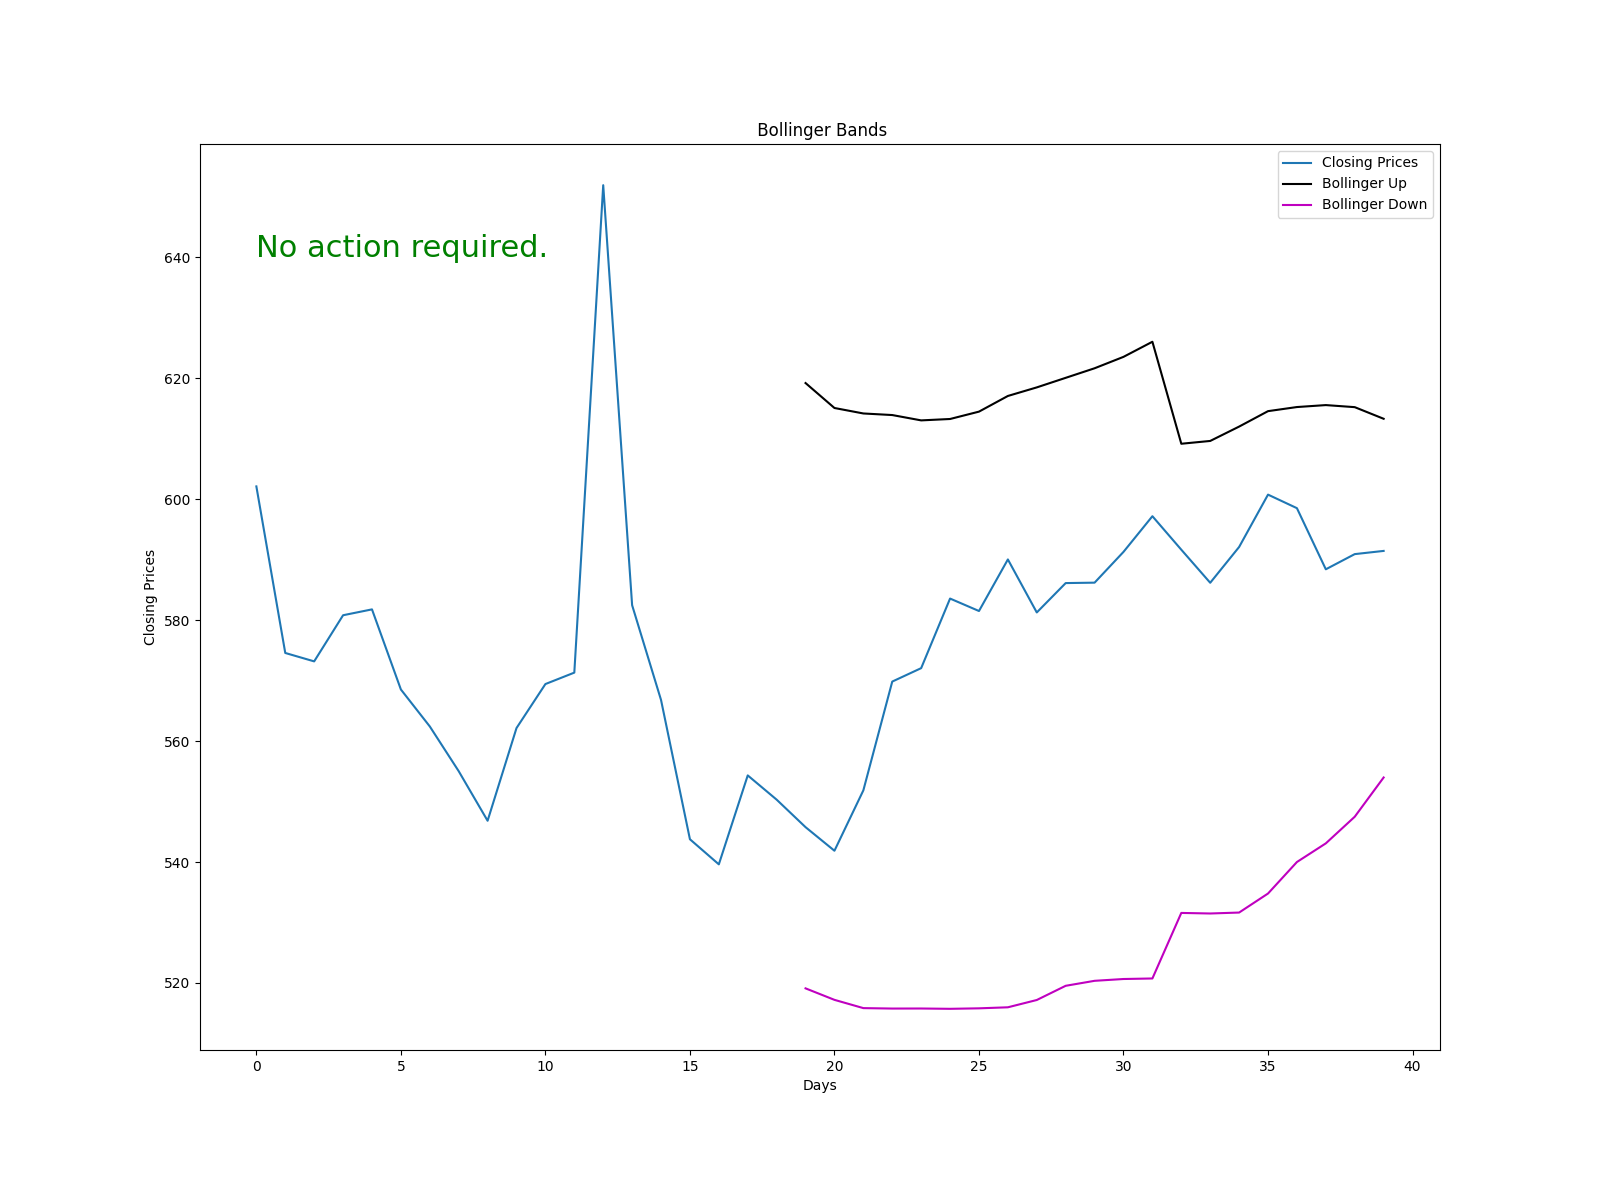 Bollinger Bands
Closing Prices
Bollinger Up
Bollinger Down
No action required.
640
620
600
580
560
540
520
Closing Prices
0 5 10 15 20 25 30 35 40
Days